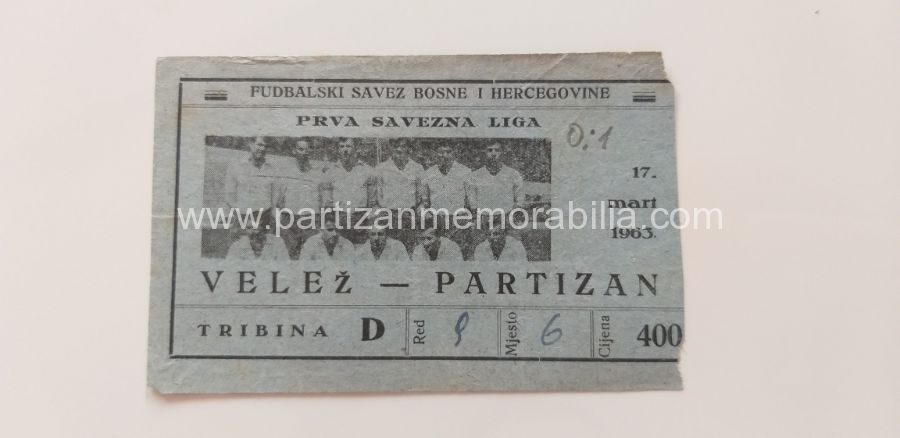 FUDBALSKI SAVEZ BOSNE I HERCEGOVINE
PRVA SAVEZNA LIGA
0:1
17.
mart
1963.
www.partizanmemorabilia.com
VELEŽ — PARTIZAN
TRIBINA D Red 9 Mjesto 6 Cijena 400